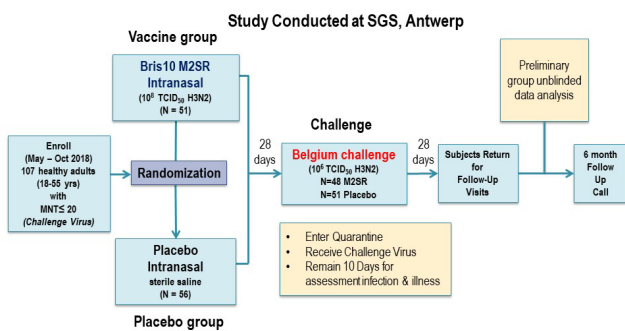 Study Conducted at SGS, Antwerp
Vaccine group
Bris10 M2SR
Intranasal
(10⁸ TCID₅₀ H3N2)
(N = 51)
Enroll
(May – Oct 2018)
107 healthy adults
(18-55 yrs)
with
MNT≤ 20
(Challenge Virus)
Randomization
Placebo
Intranasal
sterile saline
(N = 56)
Placebo group
28
days
Challenge
Belgium challenge
(10⁶ TCID₅₀ H3N2)
N=48 M2SR
N=51 Placebo
• Enter Quarantine
• Receive Challenge Virus
• Remain 10 Days for
assessment infection & illness
28
days
Subjects Return
for
Follow-Up
Visits
Preliminary
group unblinded
data analysis
6 month
Follow
Up
Call